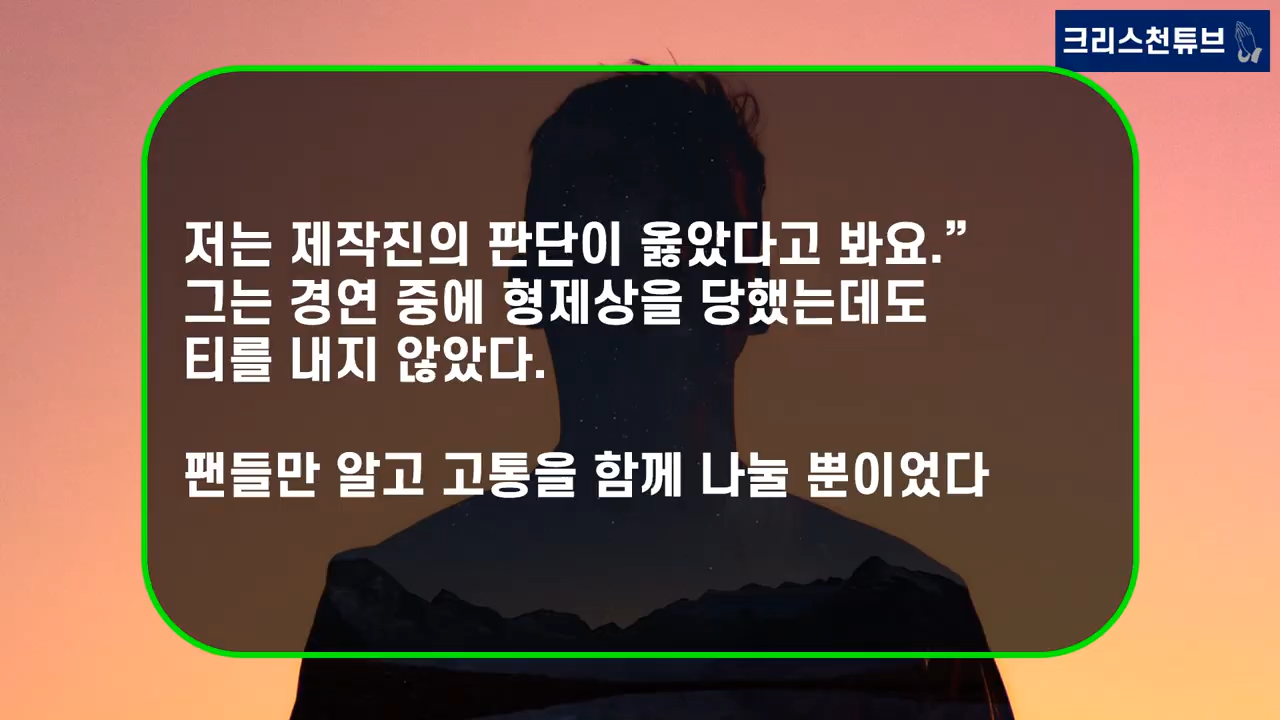 크리스천튜브
저는 제작진의 판단이 옳았다고 봐요.”
그는 경연 중에 형제상을 당했는데도
티를 내지 않았다.
팬들만 알고 고통을 함께 나눌 뿐이었다